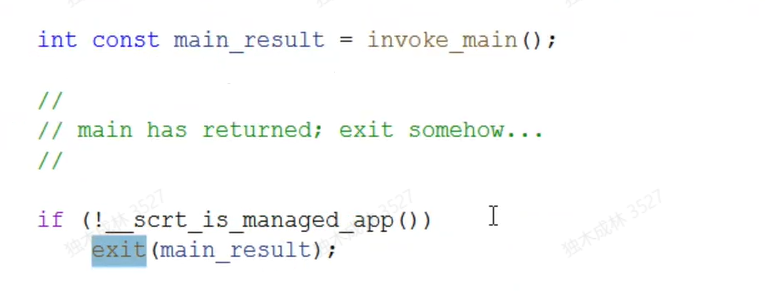 int const main_result = invoke_main();
//
// main has returned; exit somehow...
//
if (!__scrt_is_managed_app())
exit(main_result);
独木成林 3527
独木成林 3527
独木成林 3527